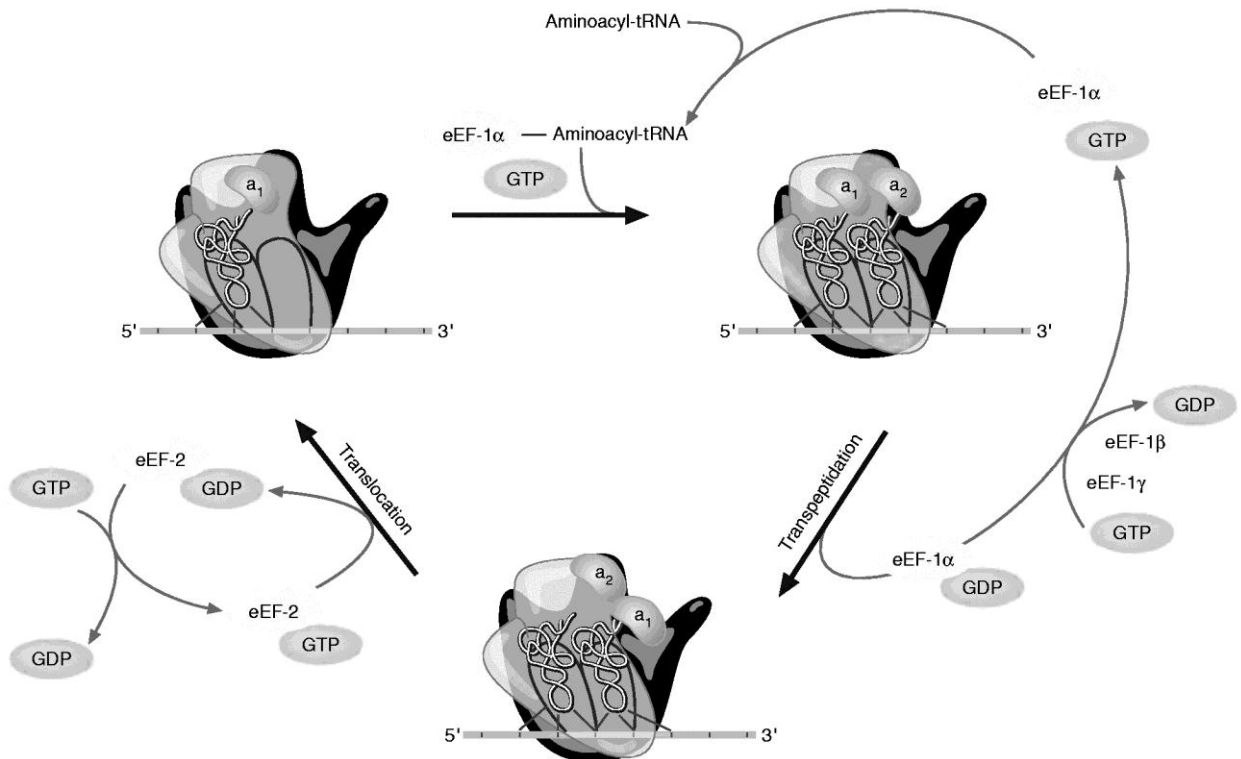 Aminoacyl-tRNA
eEF-1α
GTP
eEF-1α — Aminoacyl-tRNA
GTP
a1
a1
a2
5'
3'
5'
3'
GDP
eEF-1β
eEF-1γ
GTP
Translocation
Transpeptidation
eEF-2
GTP
GDP
eEF-1α
GDP
a2
a1
eEF-2
GTP
GDP
5'
3'